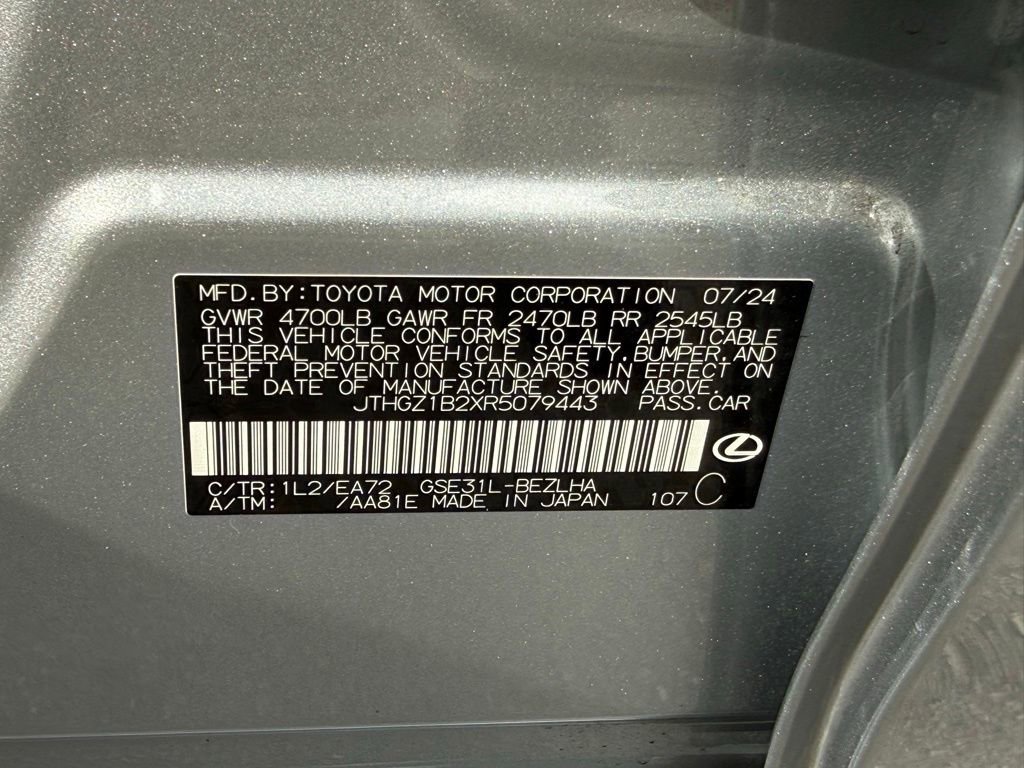 MFD.BY:TOYOTA MOTOR CORPORATION 07/24
GVWR 4700LB GAWR FR 2470LB RR 2545LB
THIS VEHICLE CONFORMS TO ALL APPLICABLE
FEDERAL MOTOR VEHICLE SAFETY,BUMPER,AND
THEFT PREVENTION STANDARDS IN EFFECT ON
THE DATE OF MANUFACTURE SHOWN ABOVE.
JTHGZ1B2XR5079443 PASS.CAR
C/TR:1L2/EA72 GSE31L-BEZLHA
A/TM: /AA81E MADE IN JAPAN 107 C